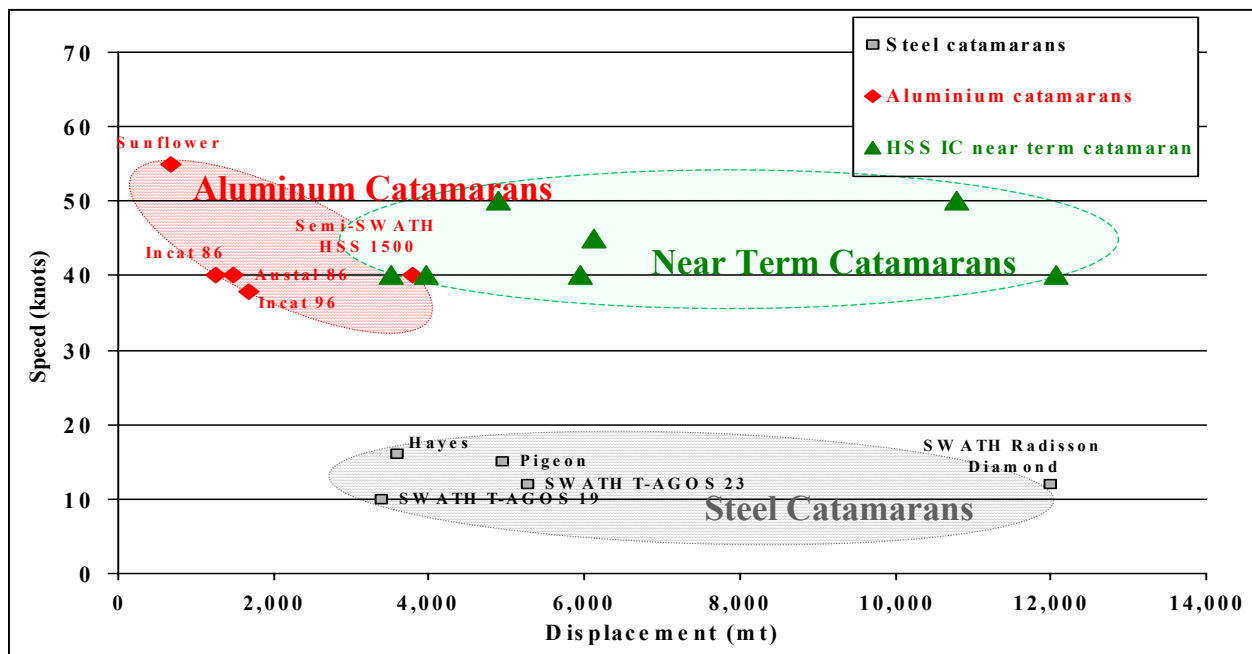 70
60
50
40
30
20
10
0
Speed (knots)
0
2,000
4,000
6,000
8,000
10,000
12,000
14,000
Displacement (mt)
Steel catamarans
Aluminium catamarans
HSS IC near term catamaran
Sunflower
Aluminum Catamarans
Semi-SWATH
HSS 1500
Incat 86
Austal 86
Incat 96
Near Term Catamarans
Hayes
Pigeon
SWATH T-AGOS 23
SWATH T-AGOS 19
SWATH Radisson
Diamond
Steel Catamarans